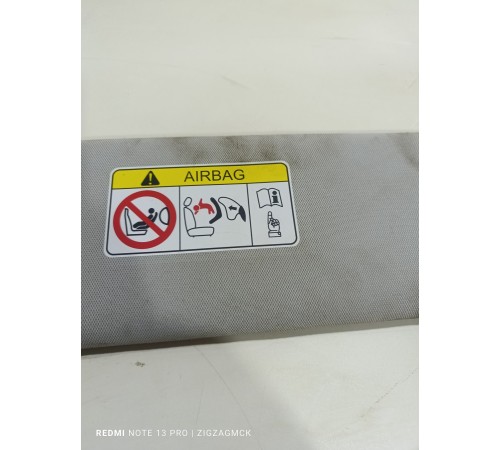 AIRBAG
REDMI NOTE 13 PRO | ZIGZAGMCK